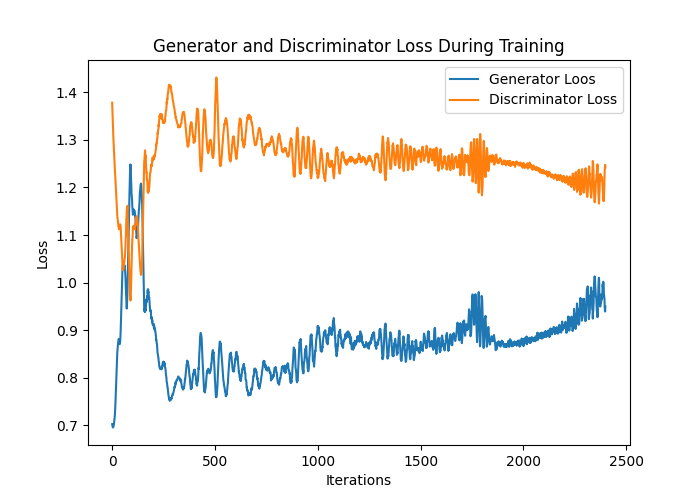 Generator and Discriminator Loss During Training
Generator Loos
Discriminator Loss
Loss
1.4
1.3
1.2
1.1
1.0
0.9
0.8
0.7
0 500 1000 1500 2000 2500
Iterations